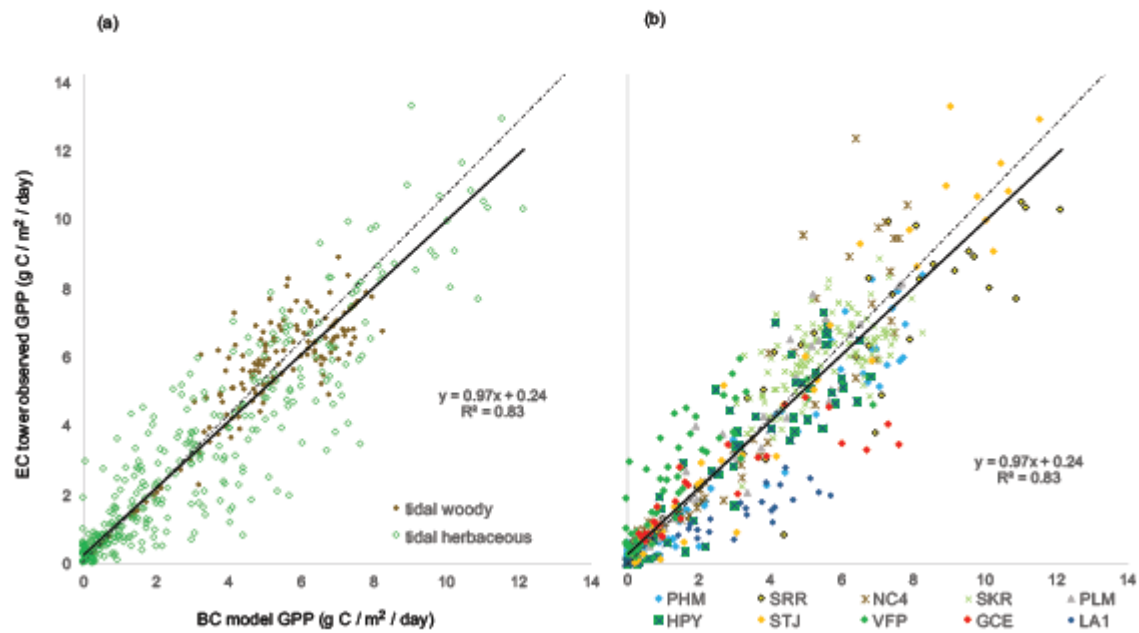 (a)
(b)
EC tower observed GPP (g C / m² / day)
14
12
10
8
6
4
2
0
y = 0.97x + 0.24
R² = 0.83
tidal woody
tidal herbaceous
0 2 4 6 8 10 12 14
BC model GPP (g C / m² / day)
14
12
10
8
6
4
2
0
y = 0.97x + 0.24
R² = 0.83
0 2 4 6 8 10 12 14
PHM SRR NC4 SKR PLM
HPY STJ VFP GCE LA1